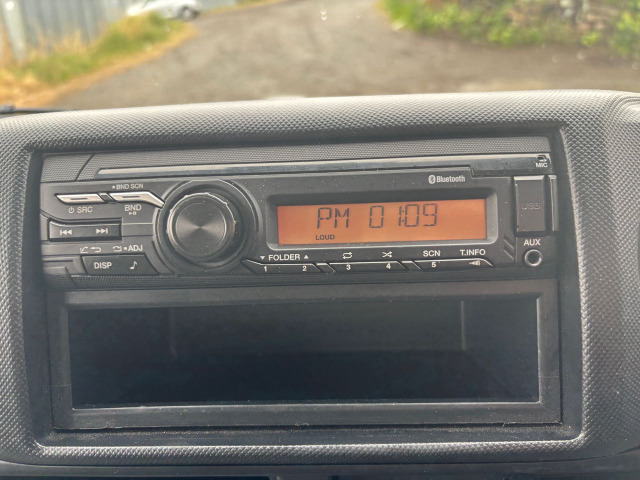 MIC
Bluetooth
BND SCN
SRC
BND
PM 01:09
LOUD
USB
ADJ
DISP
FOLDER
SCN
T.INFO
AUX
1 2 3 4 5